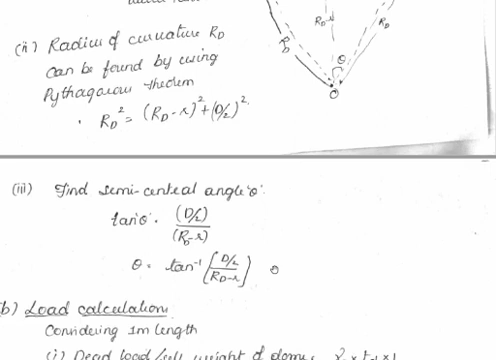 (ii) Radius of curvature RD
can be found by using
Pythagorous theorem
RD² = (RD-r)² + (D/2)².
RD-r
RD
RD
θ
O
(iii) Find semi-central angle 'θ'.
tanθ = (D/2)/(RD-r)
θ = tan⁻¹ [D/2/RD-r] θ
b) Load calculation:
Considering 1m length
(i) Dead load/self weight of dome =